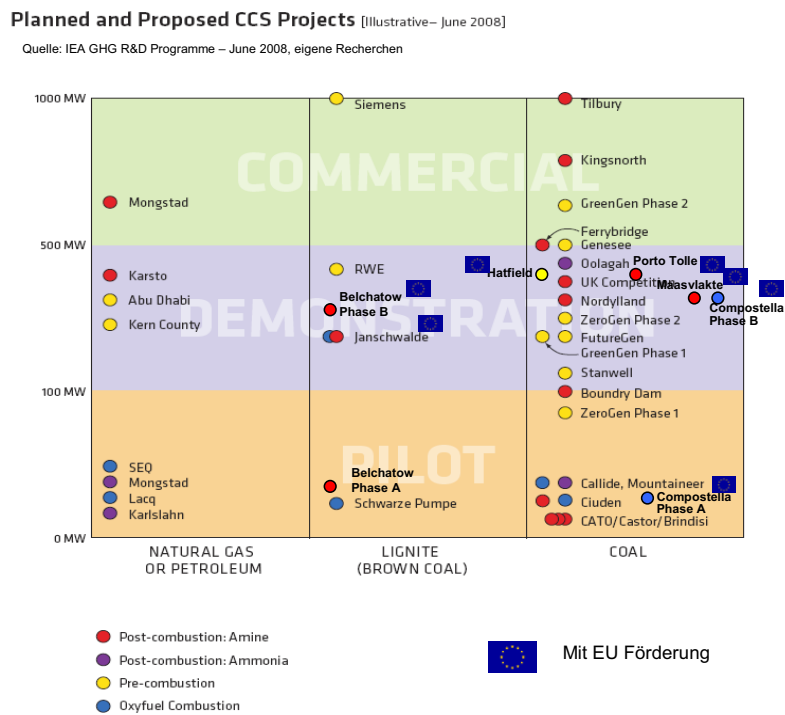 Planned and Proposed CCS Projects [Illustrative– June 2008]
Quelle: IEA GHG R&D Programme – June 2008, eigene Recherchen
1000 MW
500 MW
100 MW
0 MW
COMMERCIAL
DEMONSTRATION
PILOT
Mongstad
Karsto
Abu Dhabi
Kern County
SEQ
Mongstad
Lacq
Karlslahn
Siemens
RWE
Belchatow
Phase B
Janschwalde
Belchatow
Phase A
Schwarze Pumpe
Tilbury
Kingsnorth
GreenGen Phase 2
Ferrybridge
Genesee
Oolagah
Porto Tolle
Hatfield
UK Competition
Maasvlakte
Nordylland
Compostella
Phase B
ZeroGen Phase 2
FutureGen
GreenGen Phase 1
Stanwell
Boundry Dam
ZeroGen Phase 1
Callide, Mountaineer
Compostella
Phase A
Ciuden
CATO/Castor/Brindisi
NATURAL GAS
OR PETROLEUM
LIGNITE
(BROWN COAL)
COAL
Post-combustion: Amine
Post-combustion: Ammonia
Pre-combustion
Oxyfuel Combustion
Mit EU Förderung